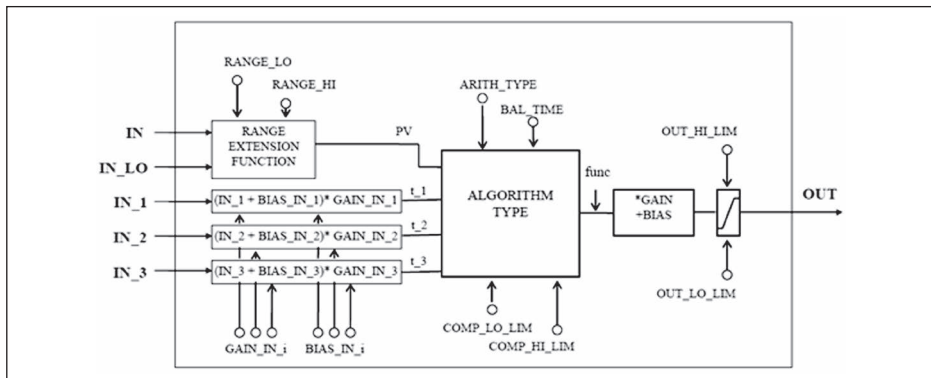 RANGE_LO
RANGE_HI
ARITH_TYPE
BAL_TIME
IN
IN_LO
RANGE
EXTENSION
FUNCTION
PV
OUT_HI_LIM
IN_1
(IN_1 + BIAS_IN_1)* GAIN_IN_1
t_1
ALGORITHM
TYPE
func
*GAIN
+BIAS
OUT
IN_2
(IN_2 + BIAS_IN_2)* GAIN_IN_2
t_2
IN_3
(IN_3 + BIAS_IN_3)* GAIN_IN_3
t_3
OUT_LO_LIM
COMP_LO_LIM
COMP_HI_LIM
GAIN_IN_i
BIAS_IN_i